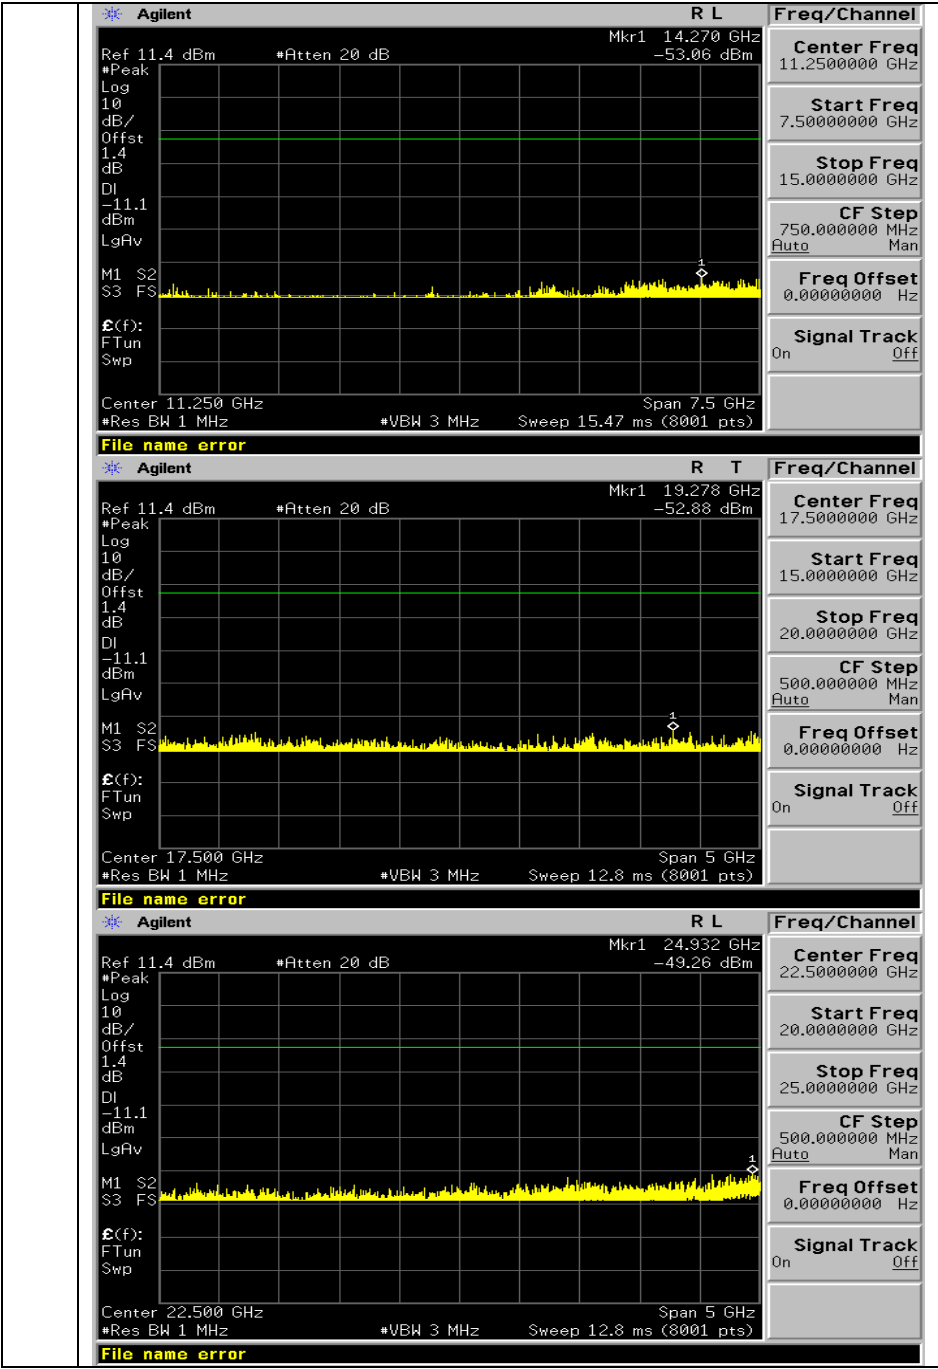 Agilent R L Freq/Channel
Mkr1 14.270 GHz
Ref 11.4 dBm #Atten 20 dB -53.06 dBm
#Peak
Log
10
dB/
Offst
1.4
dB
DI
-11.1
dBm
LgAv
M1 S2
S3 FS
£(f):
FTun
Swp
1
Center 11.250 GHz Span 7.5 GHz
#Res BW 1 MHz #VBW 3 MHz Sweep 15.47 ms (8001 pts)
File name error
Center Freq
11.2500000 GHz
Start Freq
7.50000000 GHz
Stop Freq
15.0000000 GHz
CF Step
750.000000 MHz
Auto Man
Freq Offset
0.00000000 Hz
Signal Track
On Off
Agilent R T Freq/Channel
Mkr1 19.278 GHz
Ref 11.4 dBm #Atten 20 dB -52.88 dBm
#Peak
Log
10
dB/
Offst
1.4
dB
DI
-11.1
dBm
LgAv
M1 S2
S3 FS
£(f):
FTun
Swp
1
Center 17.500 GHz Span 5 GHz
#Res BW 1 MHz #VBW 3 MHz Sweep 12.8 ms (8001 pts)
File name error
Center Freq
17.5000000 GHz
Start Freq
15.0000000 GHz
Stop Freq
20.0000000 GHz
CF Step
500.000000 MHz
Auto Man
Freq Offset
0.00000000 Hz
Signal Track
On Off
Agilent R L Freq/Channel
Mkr1 24.932 GHz
Ref 11.4 dBm #Atten 20 dB -49.26 dBm
#Peak
Log
10
dB/
Offst
1.4
dB
DI
-11.1
dBm
LgAv
M1 S2
S3 FS
£(f):
FTun
Swp
1
Center 22.500 GHz Span 5 GHz
#Res BW 1 MHz #VBW 3 MHz Sweep 12.8 ms (8001 pts)
File name error
Center Freq
22.5000000 GHz
Start Freq
20.0000000 GHz
Stop Freq
25.0000000 GHz
CF Step
500.000000 MHz
Auto Man
Freq Offset
0.00000000 Hz
Signal Track
On Off